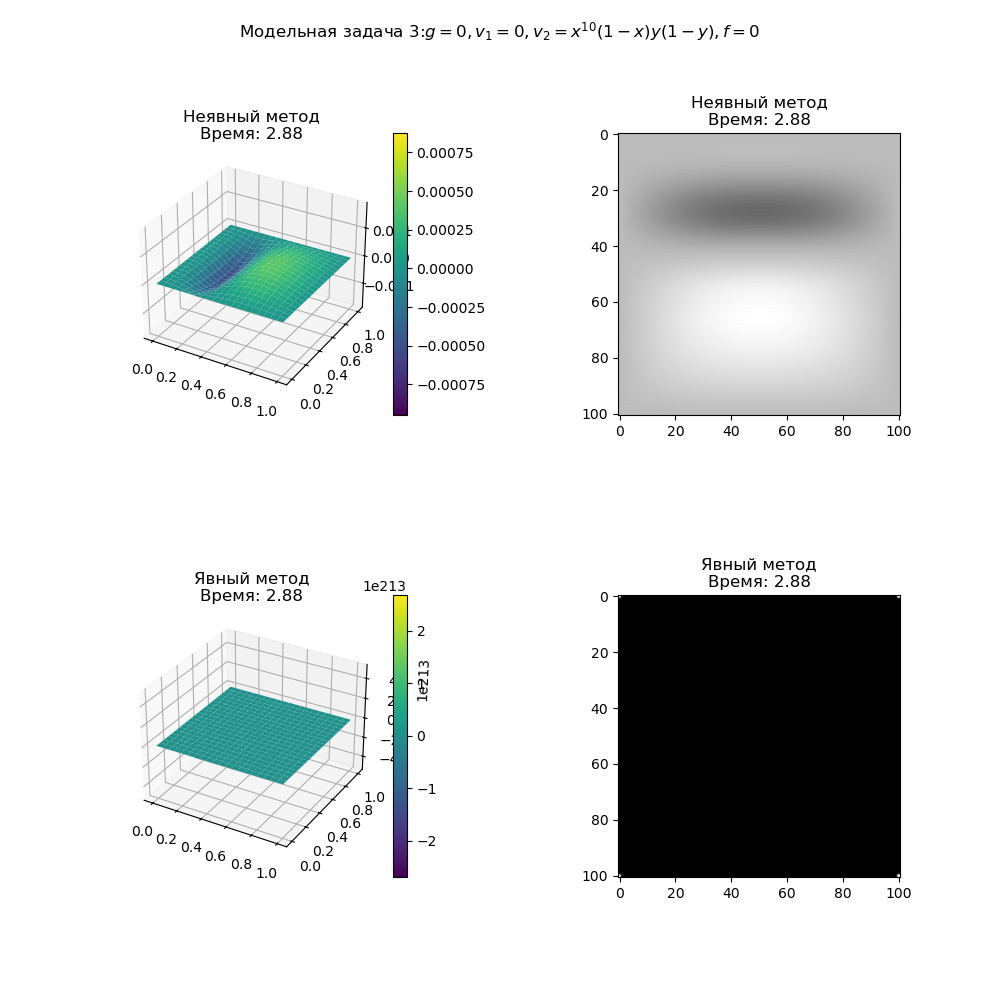 Модельная задача 3:g = 0, v₁ = 0, v₂ = x¹⁰(1 − x)y(1 − y), f = 0
Неявный метод
Время: 2.88
0.00075
0.00050
0.00025
0.00000
−0.00025
−0.00050
−0.00075
0.0 0.2 0.4 0.6 0.8 1.0
0.0 0.2 0.4 0.6 0.8 1.0
Неявный метод
Время: 2.88
0
20
40
60
80
100
0 20 40 60 80 100
Явный метод
Время: 2.88
1e213
2
1e213
0
−1
−2
0.0 0.2 0.4 0.6 0.8 1.0
0.0 0.2 0.4 0.6 0.8 1.0
Явный метод
Время: 2.88
0
20
40
60
80
100
0 20 40 60 80 100